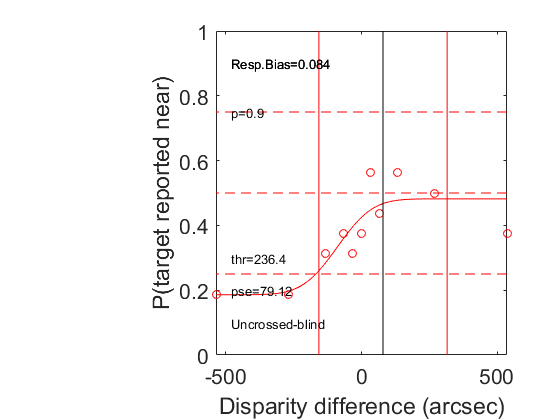 1
Resp.Bias=0.084
0.8
p=0.9
0.6
P(target reported near)
0.4
thr=236.4
0.2
pse=79.12
Uncrossed-blind
0
-500
0
500
Disparity difference (arcsec)